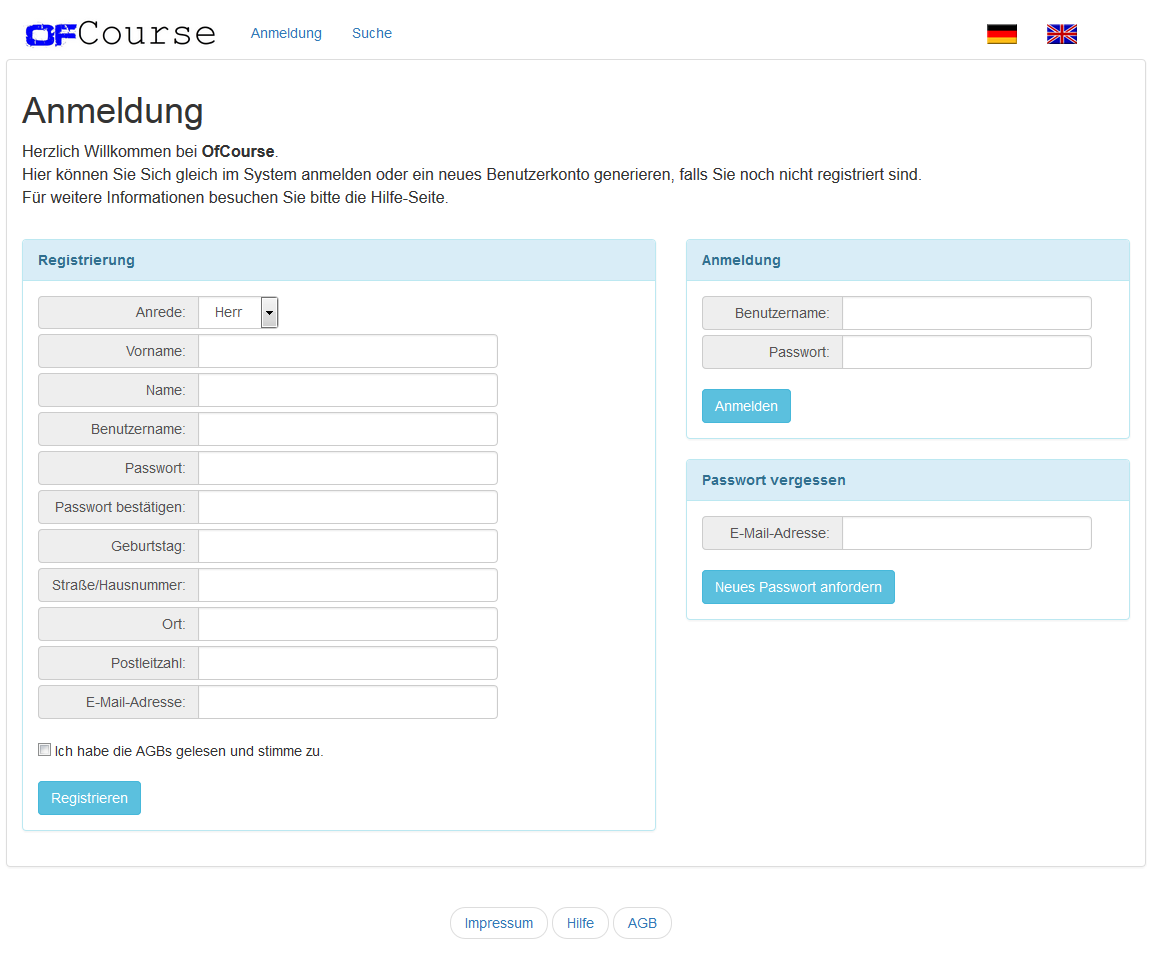 OFCourse Anmeldung Suche
Anmeldung
Herzlich Willkommen bei OfCourse.
Hier können Sie Sich gleich im System anmelden oder ein neues Benutzerkonto generieren, falls Sie noch nicht registriert sind.
Für weitere Informationen besuchen Sie bitte die Hilfe-Seite.
Registrierung
Anrede: Herr
Vorname:
Name:
Benutzername:
Passwort:
Passwort bestätigen:
Geburtstag:
Straße/Hausnummer:
Ort:
Postleitzahl:
E-Mail-Adresse:
Ich habe die AGBs gelesen und stimme zu.
Registrieren
Anmeldung
Benutzername:
Passwort:
Anmelden
Passwort vergessen
E-Mail-Adresse:
Neues Passwort anfordern
Impressum Hilfe AGB